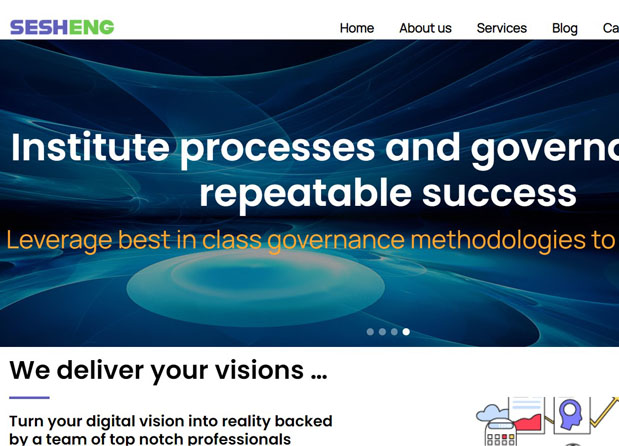 SESHENG
Home About us Services Blog
Institute processes and
repeatable success
Leverage best in class governance methodologies to
We deliver your visions ...
Turn your digital vision into reality backed
by a team of top notch professionals